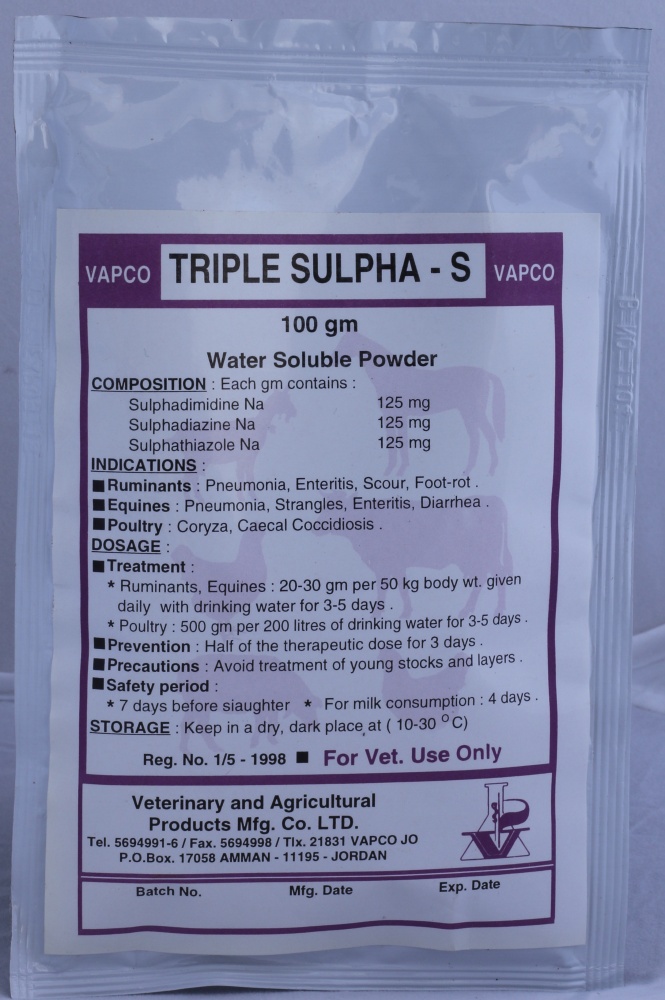 VAPCO TRIPLE SULPHA - S VAPCO
100 gm
Water Soluble Powder
COMPOSITION : Each gm contains :
Sulphadimidine Na 125 mg
Sulphadiazine Na 125 mg
Sulphathiazole Na 125 mg
INDICATIONS :
■ Ruminants : Pneumonia, Enteritis, Scour, Foot-rot .
■ Equines : Pneumonia, Strangles, Enteritis, Diarrhea .
■ Poultry : Coryza, Caecal Coccidiosis .
DOSAGE :
■ Treatment :
* Ruminants, Equines : 20-30 gm per 50 kg body wt. given
daily with drinking water for 3-5 days .
* Poultry : 500 gm per 200 litres of drinking water for 3-5 days .
■ Prevention : Half of the therapeutic dose for 3 days .
■ Precautions : Avoid treatment of young stocks and layers .
■ Safety period :
* 7 days before siaughter * For milk consumption : 4 days .
STORAGE : Keep in a dry, dark place at ( 10-30 °C)
Reg. No. 1/5 - 1998 ■ For Vet. Use Only
Veterinary and Agricultural
Products Mfg. Co. LTD.
Tel. 5694991-6 / Fax. 5694998 / Tlx. 21831 VAPCO JO
P.O.Box. 17058 AMMAN - 11195 - JORDAN
Batch No. Mfg. Date Exp. Date